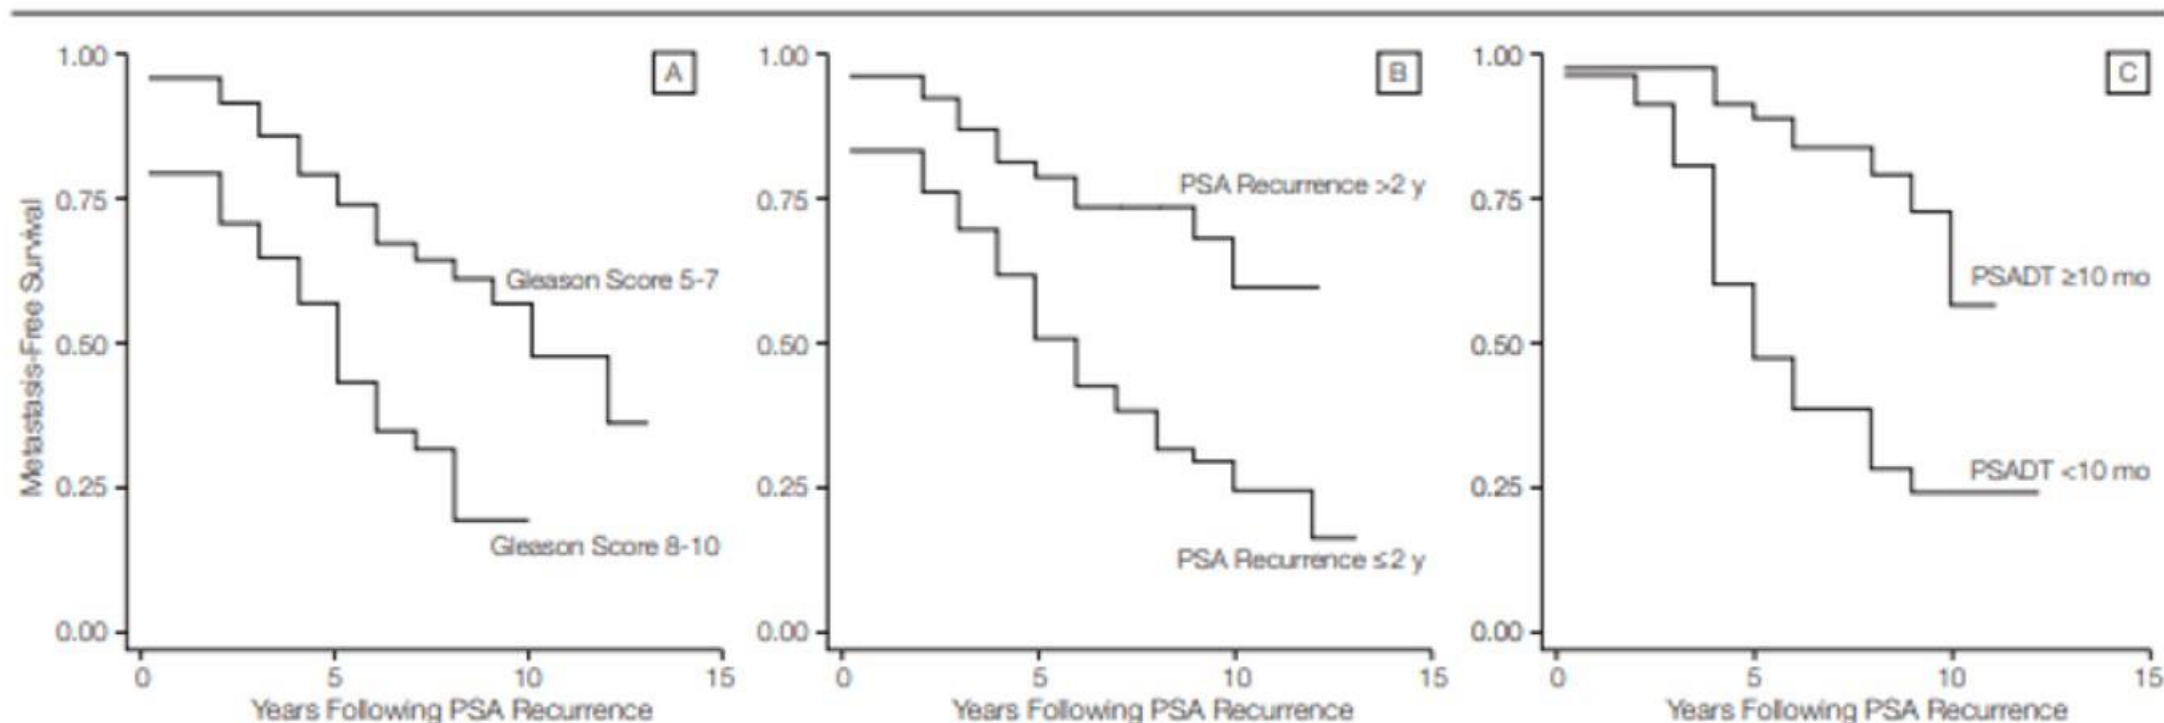 A
1.00
0.75
0.50
0.25
0.00
Metastasis-Free Survival
Gleason Score 5-7
Gleason Score 8-10
0 5 10 15
Years Following PSA Recurrence
B
1.00
0.75
0.50
0.25
0.00
PSA Recurrence >2 y
PSA Recurrence ≤2 y
0 5 10 15
Years Following PSA Recurrence
C
1.00
0.75
0.50
0.25
0.00
PSADT ≥10 mo
PSADT <10 mo
0 5 10 15
Years Following PSA Recurrence